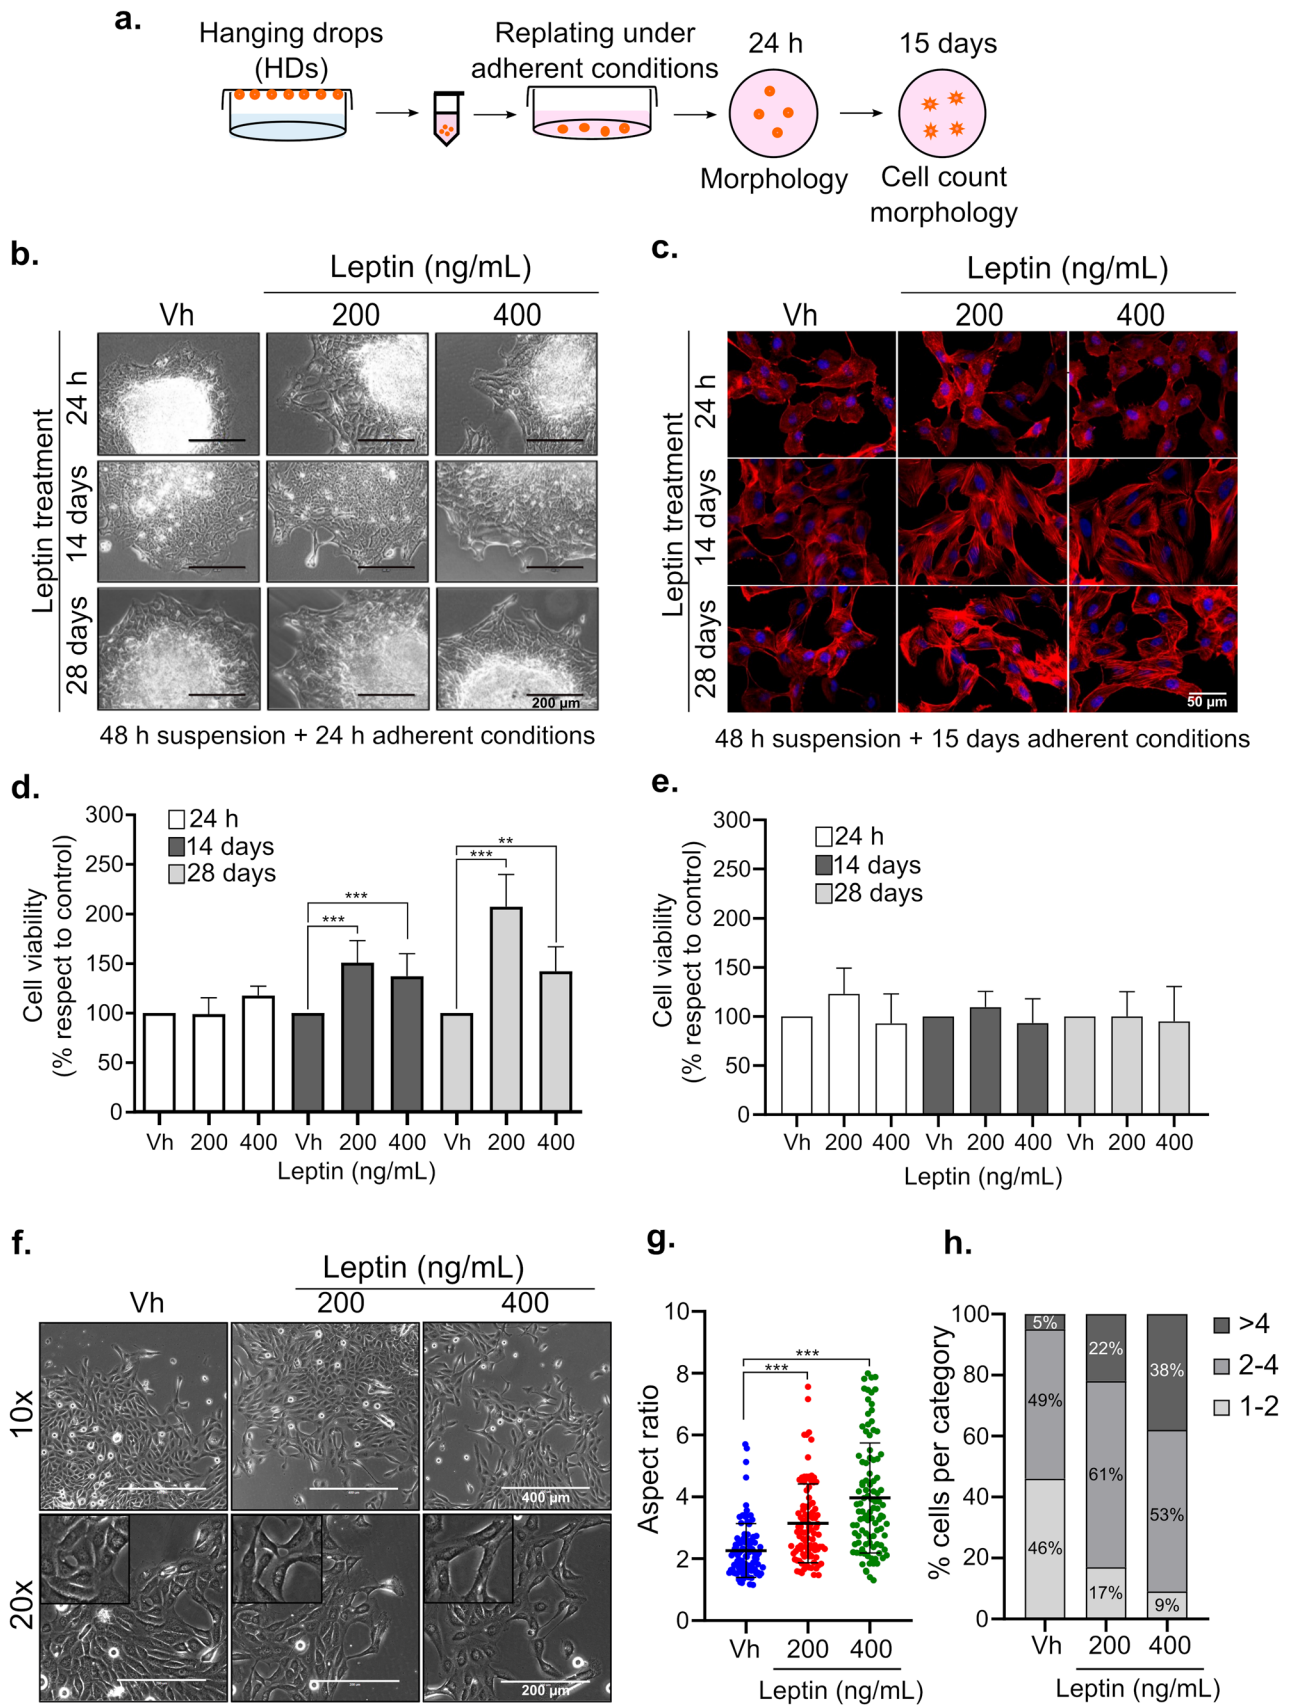 a.
Hanging drops
(HDs)
Replating under
adherent conditions
24 h
15 days
Morphology
Cell count
morphology
b.
Leptin (ng/mL)
Vh
200
400
Leptin treatment
24 h
14 days
28 days
200 µm
48 h suspension + 24 h adherent conditions
c.
Leptin (ng/mL)
Vh
200
400
Leptin treatment
24 h
14 days
28 days
50 µm
48 h suspension + 15 days adherent conditions
d.
Cell viability
(% respect to control)
300
250
200
150
100
50
0
24 h
14 days
28 days
***
***
***
**
Vh 200 400 Vh 200 400 Vh 200 400
Leptin (ng/mL)
e.
Cell viability
(% respect to control)
300
250
200
150
100
50
0
24 h
14 days
28 days
Vh 200 400 Vh 200 400 Vh 200 400
Leptin (ng/mL)
f.
Leptin (ng/mL)
Vh
200
400
10x
400 µm
20x
200 µm
g.
Aspect ratio
10
8
6
4
2
0
***
***
Vh 200 400
Leptin (ng/mL)
h.
% cells per category
100
80
60
40
20
0
5%
49%
46%
22%
61%
17%
38%
53%
9%
>4
2-4
1-2
Vh 200 400
Leptin (ng/mL)